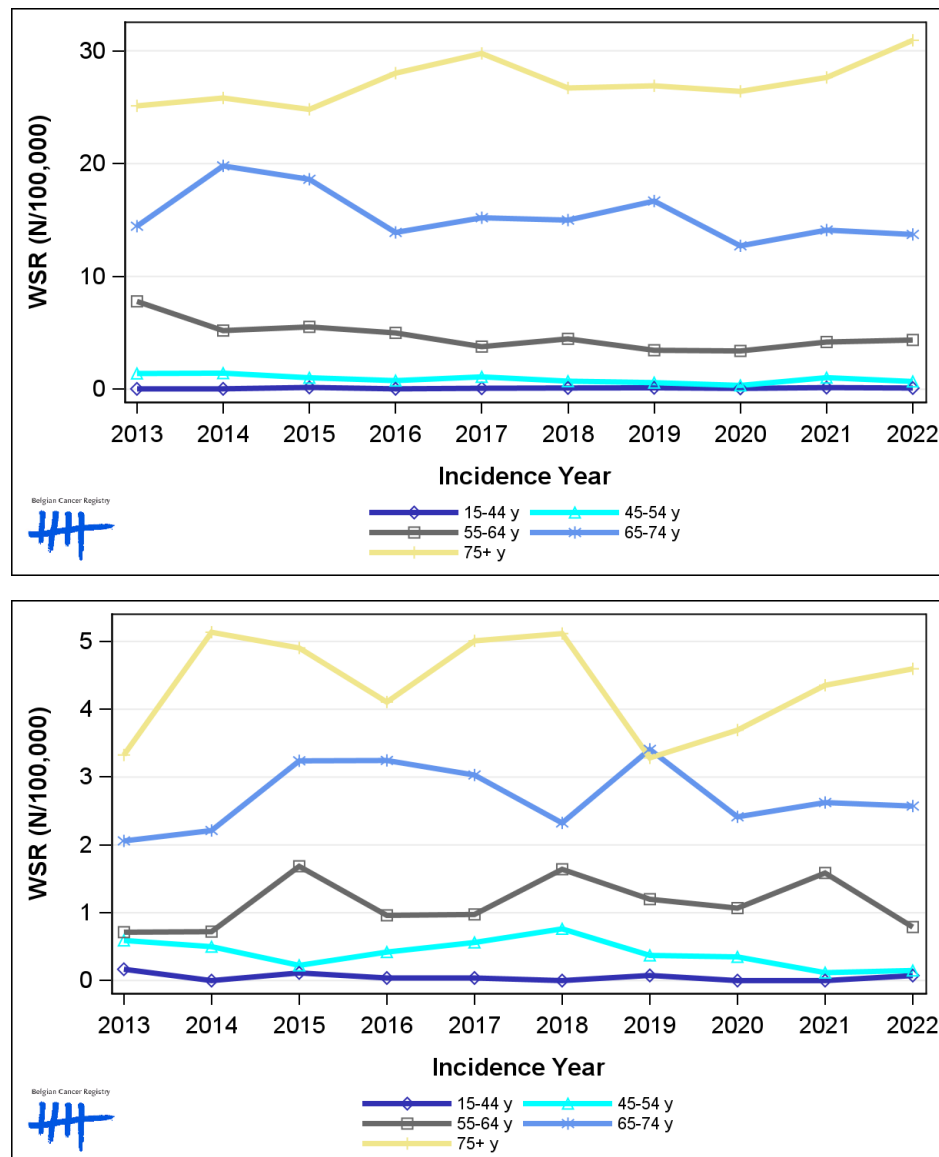 WSR (N/100,000)
30
20
10
0
2013 2014 2015 2016 2017 2018 2019 2020 2021 2022
Incidence Year
Belgian Cancer Registry
15-44 y 45-54 y
55-64 y 65-74 y
75+ y
WSR (N/100,000)
5
4
3
2
1
0
2013 2014 2015 2016 2017 2018 2019 2020 2021 2022
Incidence Year
Belgian Cancer Registry
15-44 y 45-54 y
55-64 y 65-74 y
75+ y